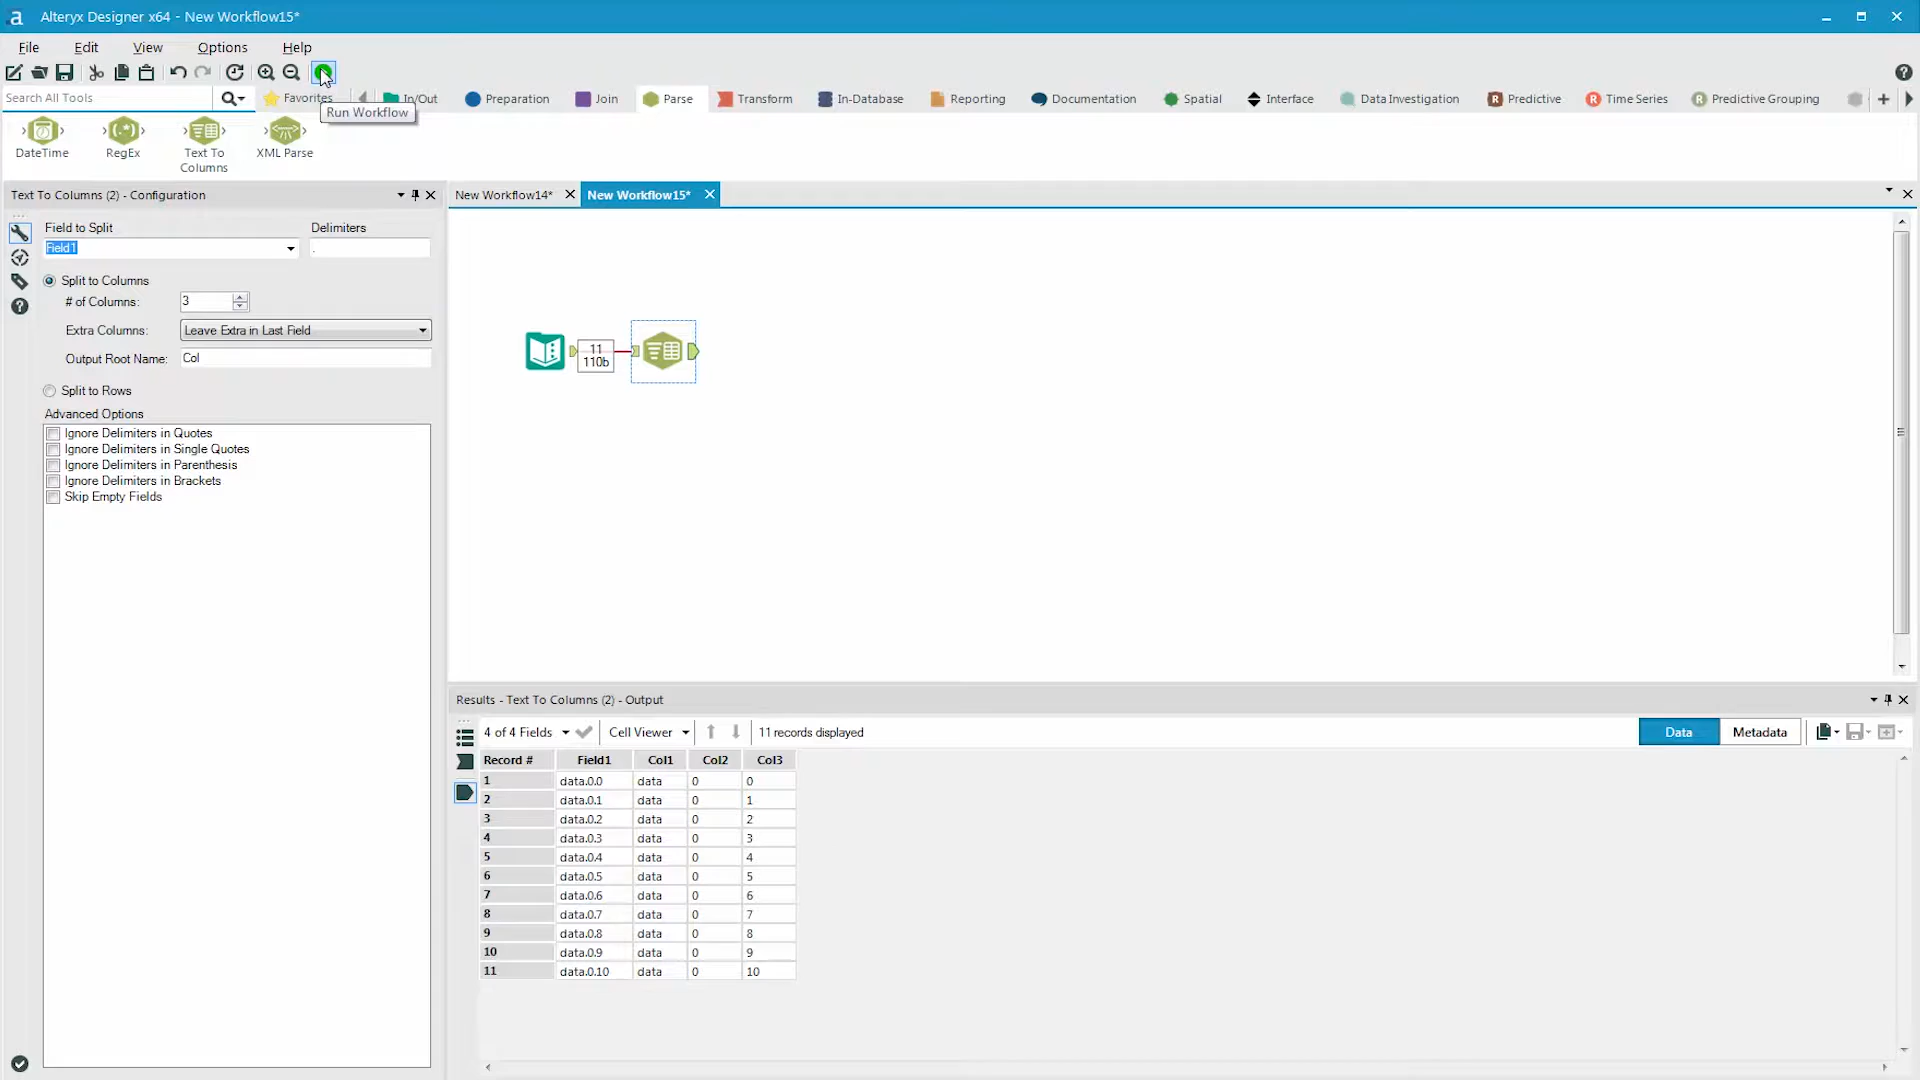 a Alteryx Designer x64 - New Workflow15*
File Edit View Options Help
Search All Tools Favorites In/Out Preparation Join Parse Transform In-Database Reporting Documentation Spatial Interface Data Investigation Predictive Time Series Predictive Grouping
Run Workflow
DateTime RegEx Text To Columns XML Parse
Text To Columns (2) - Configuration
New Workflow14* New Workflow15*
Field to Split Delimiters
Field1 .
Split to Columns
# of Columns: 3
Extra Columns: Leave Extra in Last Field
Output Root Name: Col
Split to Rows
Advanced Options
Ignore Delimiters in Quotes
Ignore Delimiters in Single Quotes
Ignore Delimiters in Parenthesis
Ignore Delimiters in Brackets
Skip Empty Fields
11
110b
Results - Text To Columns (2) - Output
4 of 4 Fields Cell Viewer 11 records displayed Data Metadata
Record # Field1 Col1 Col2 Col3
1 data.0.0 data 0 0
2 data.0.1 data 0 1
3 data.0.2 data 0 2
4 data.0.3 data 0 3
5 data.0.4 data 0 4
6 data.0.5 data 0 5
7 data.0.6 data 0 6
8 data.0.7 data 0 7
9 data.0.8 data 0 8
10 data.0.9 data 0 9
11 data.0.10 data 0 10